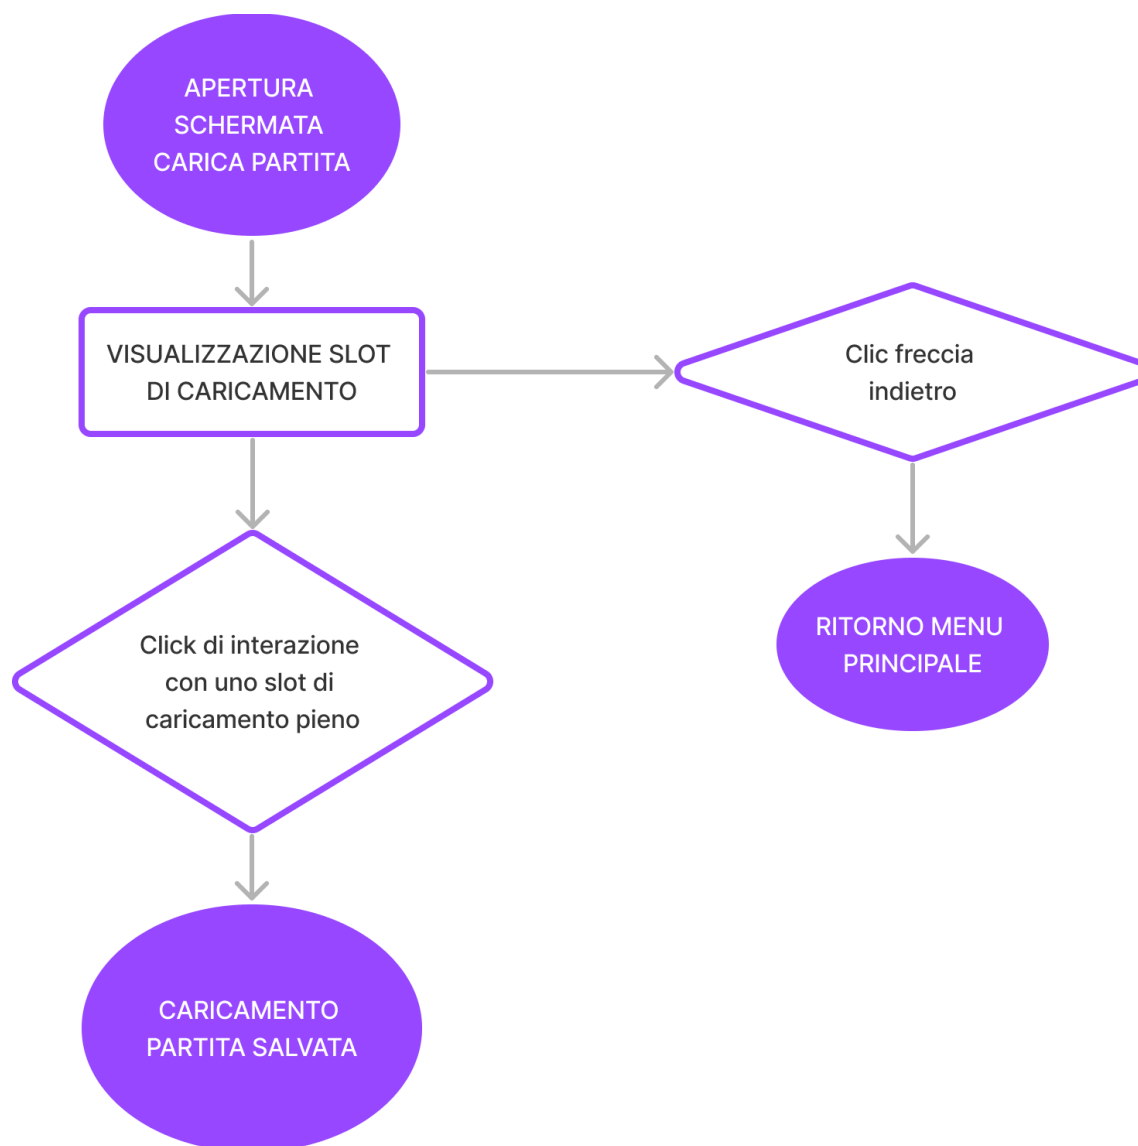 APERTURA
SCHERMATA
CARICA PARTITA
VISUALIZZAZIONE SLOT
DI CARICAMENTO
Clic freccia
indietro
Click di interazione
con uno slot di
caricamento pieno
RITORNO MENU
PRINCIPALE
CARICAMENTO
PARTITA SALVATA